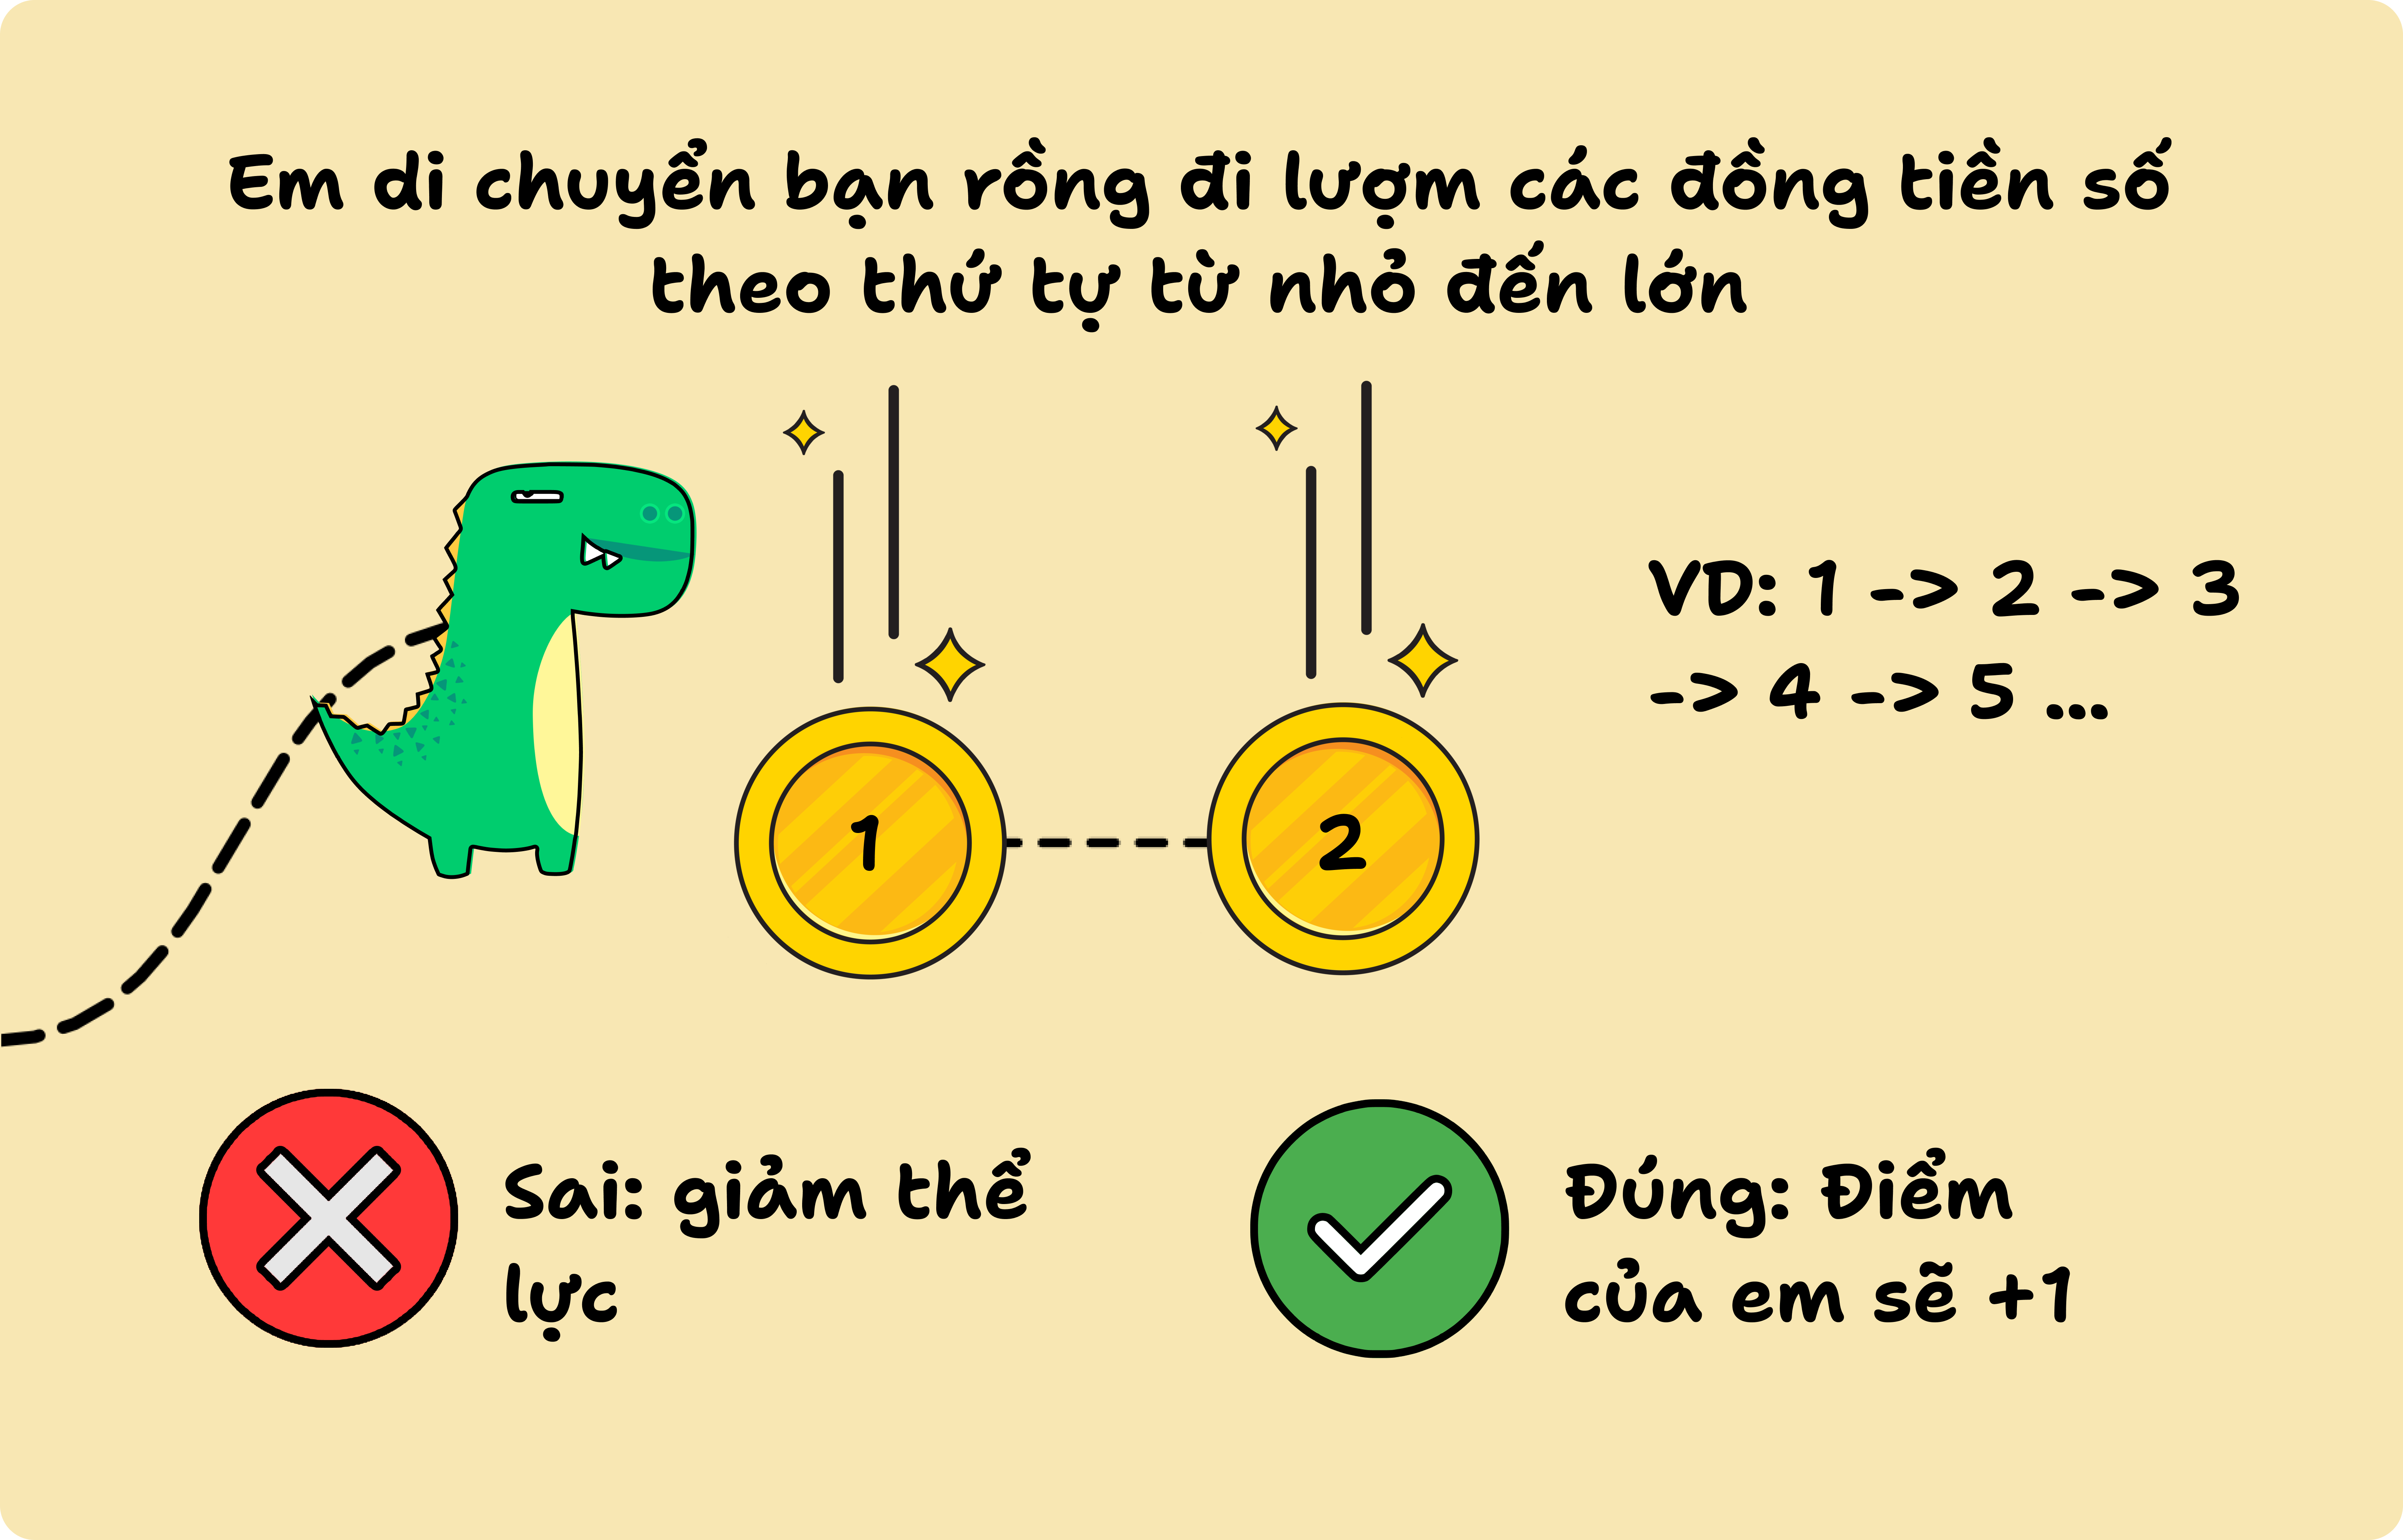 Em di chuyển bạn rồng đi lượm các đồng tiền số
theo thứ tự từ nhỏ đến lớn
VD: 1 -> 2 -> 3
-> 4 -> 5 ...
1
2
Sai: giảm thể
lực
Đúng: Điểm
của em sẽ +1